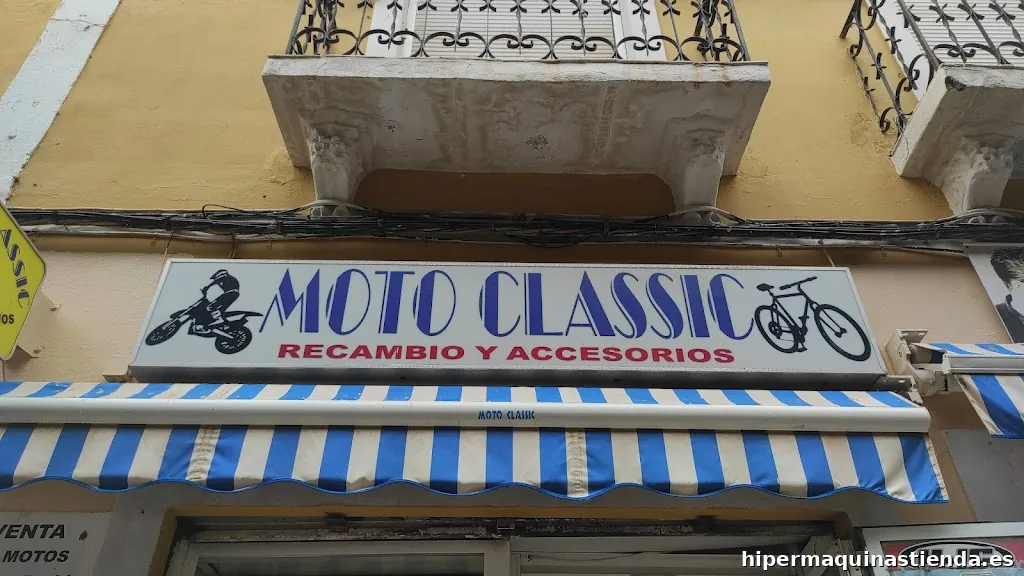 MOTO CLASSIC
RECAMBIO Y ACCESORIOS
MOTO CLASSIC
VENTA
MOTOS
hipermaquinastienda.es